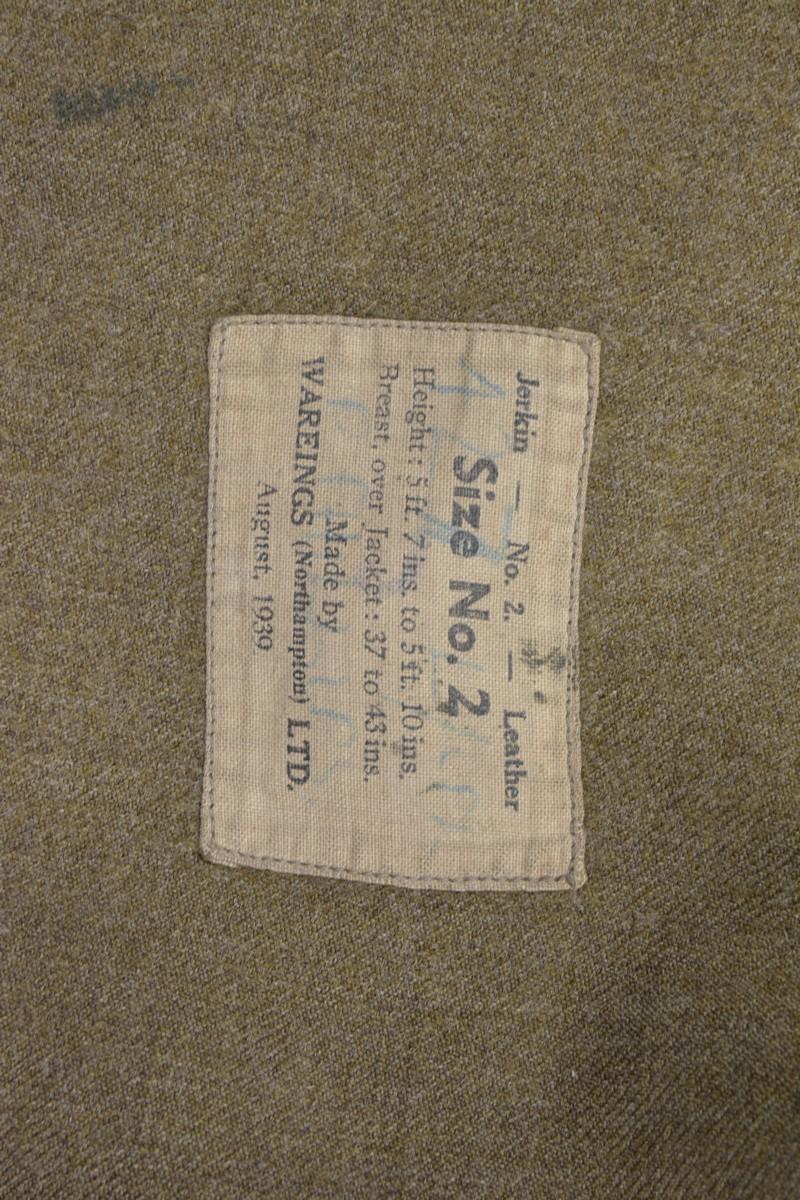 Jerkin — No. 2. — Leather
Size No. 2
Height: 5 ft. 7 ins. to 5 ft. 10 ins.
Breast, over Jacket: 37 to 43 ins.
Made by
WAREINGS (Northampton) LTD.
August, 1939.